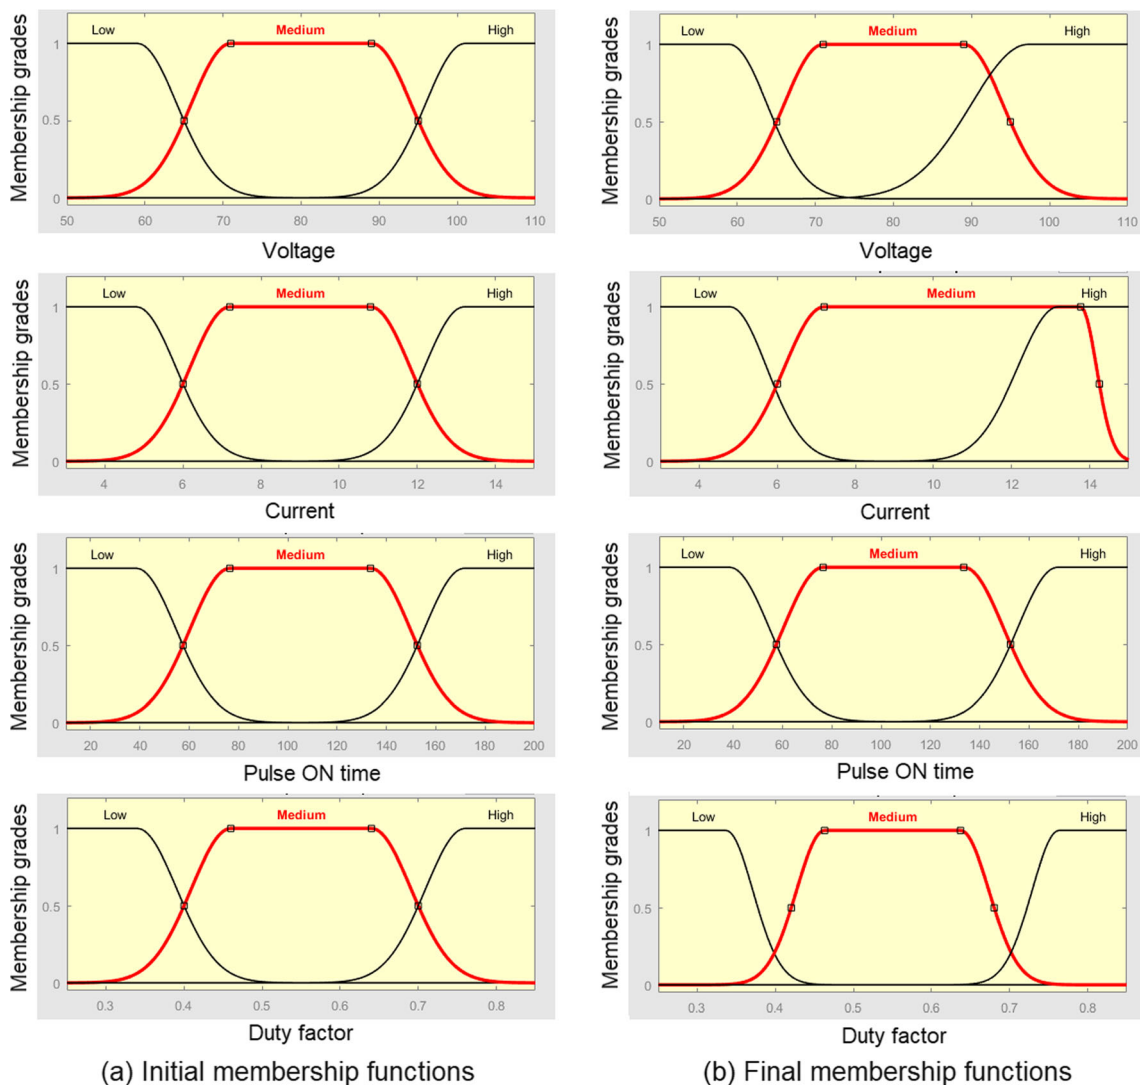 Membership grades
Low Medium High
1
0.5
0
50 60 70 80 90 100 110
Voltage
Membership grades
Low Medium High
1
0.5
0
4 6 8 10 12 14
Current
Membership grades
Low Medium High
1
0.5
0
20 40 60 80 100 120 140 160 180 200
Pulse ON time
Membership grades
Low Medium High
1
0.5
0
0.3 0.4 0.5 0.6 0.7 0.8
Duty factor
(a) Initial membership functions
Membership grades
Low Medium High
1
0.5
0
50 60 70 80 90 100 110
Voltage
Membership grades
Low Medium High
1
0.5
0
4 6 8 10 12 14
Current
Membership grades
Low Medium High
1
0.5
0
20 40 60 80 100 120 140 160 180 200
Pulse ON time
Membership grades
Low Medium High
1
0.5
0
0.3 0.4 0.5 0.6 0.7 0.8
Duty factor
(b) Final membership functions